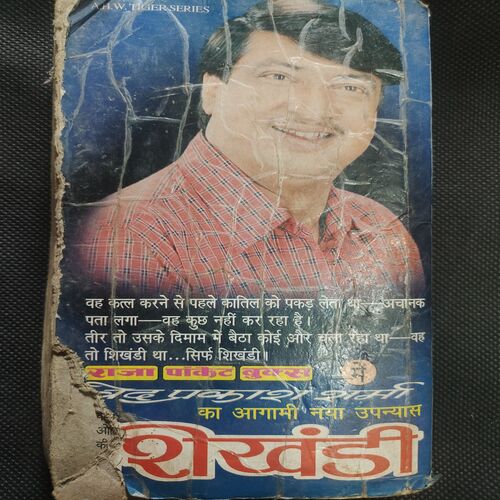 A.H.W. TIGER SERIES
वह कत्ल करने से पहले कातिल को पकड़ लेता था—अचानक
पता लगा—वह कुछ नहीं कर रहा है।
तीर तो उसके दिमाम में बैठा कोई और चला रहा था—वह
तो शिखंडी था...सिर्फ शिखंडी।
राजा पॉकेट बुक्स
में
वेद प्रकाश शर्मा
का आगामी नया उपन्यास
की
शिखंडी